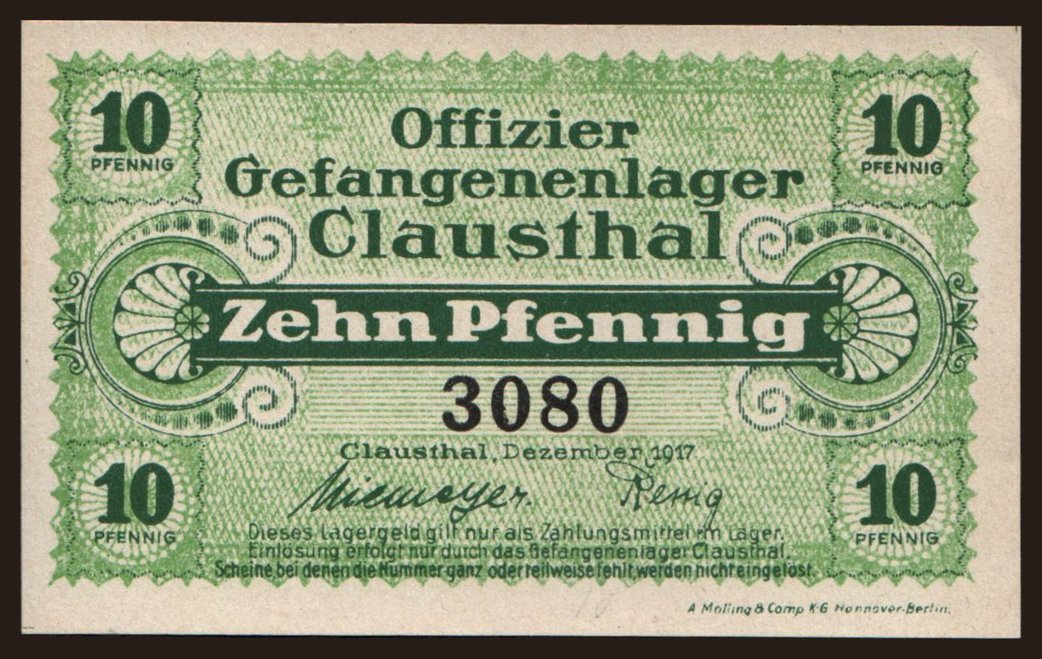 10 PFENNIG
10 PFENNIG
Offizier
Gefangenenlager
Clausthal
Zehn Pfennig
3080
Clausthal, Dezember 1917
Niemeyer. Ressig
10 PFENNIG
10 PFENNIG
Dieses Lagergeld gilt nur als Zahlungsmittel im Lager.
Einlösung erfolgt nur durch das Gefangenenlager Clausthal.
Scheine bei denen die Nummer ganz oder teilweise fehlt, werden nicht eingelöst.
A Molling & Comp K-G Hannover-Berlin.